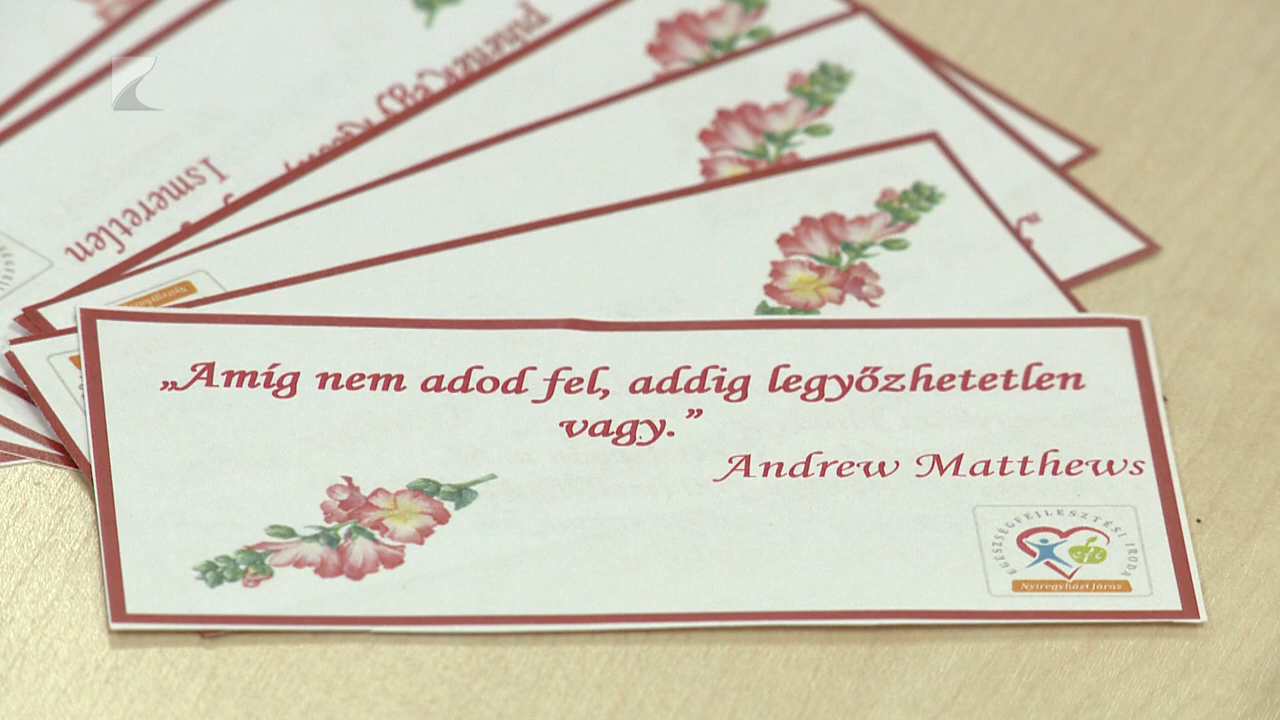 „Amíg nem adod fel, addig legyőzhetetlen
vagy.”
Andrew Matthews
EGÉSZSÉGFEJLESZTÉSI IRODA
Nyíregyházi Járás
Ismeretlen